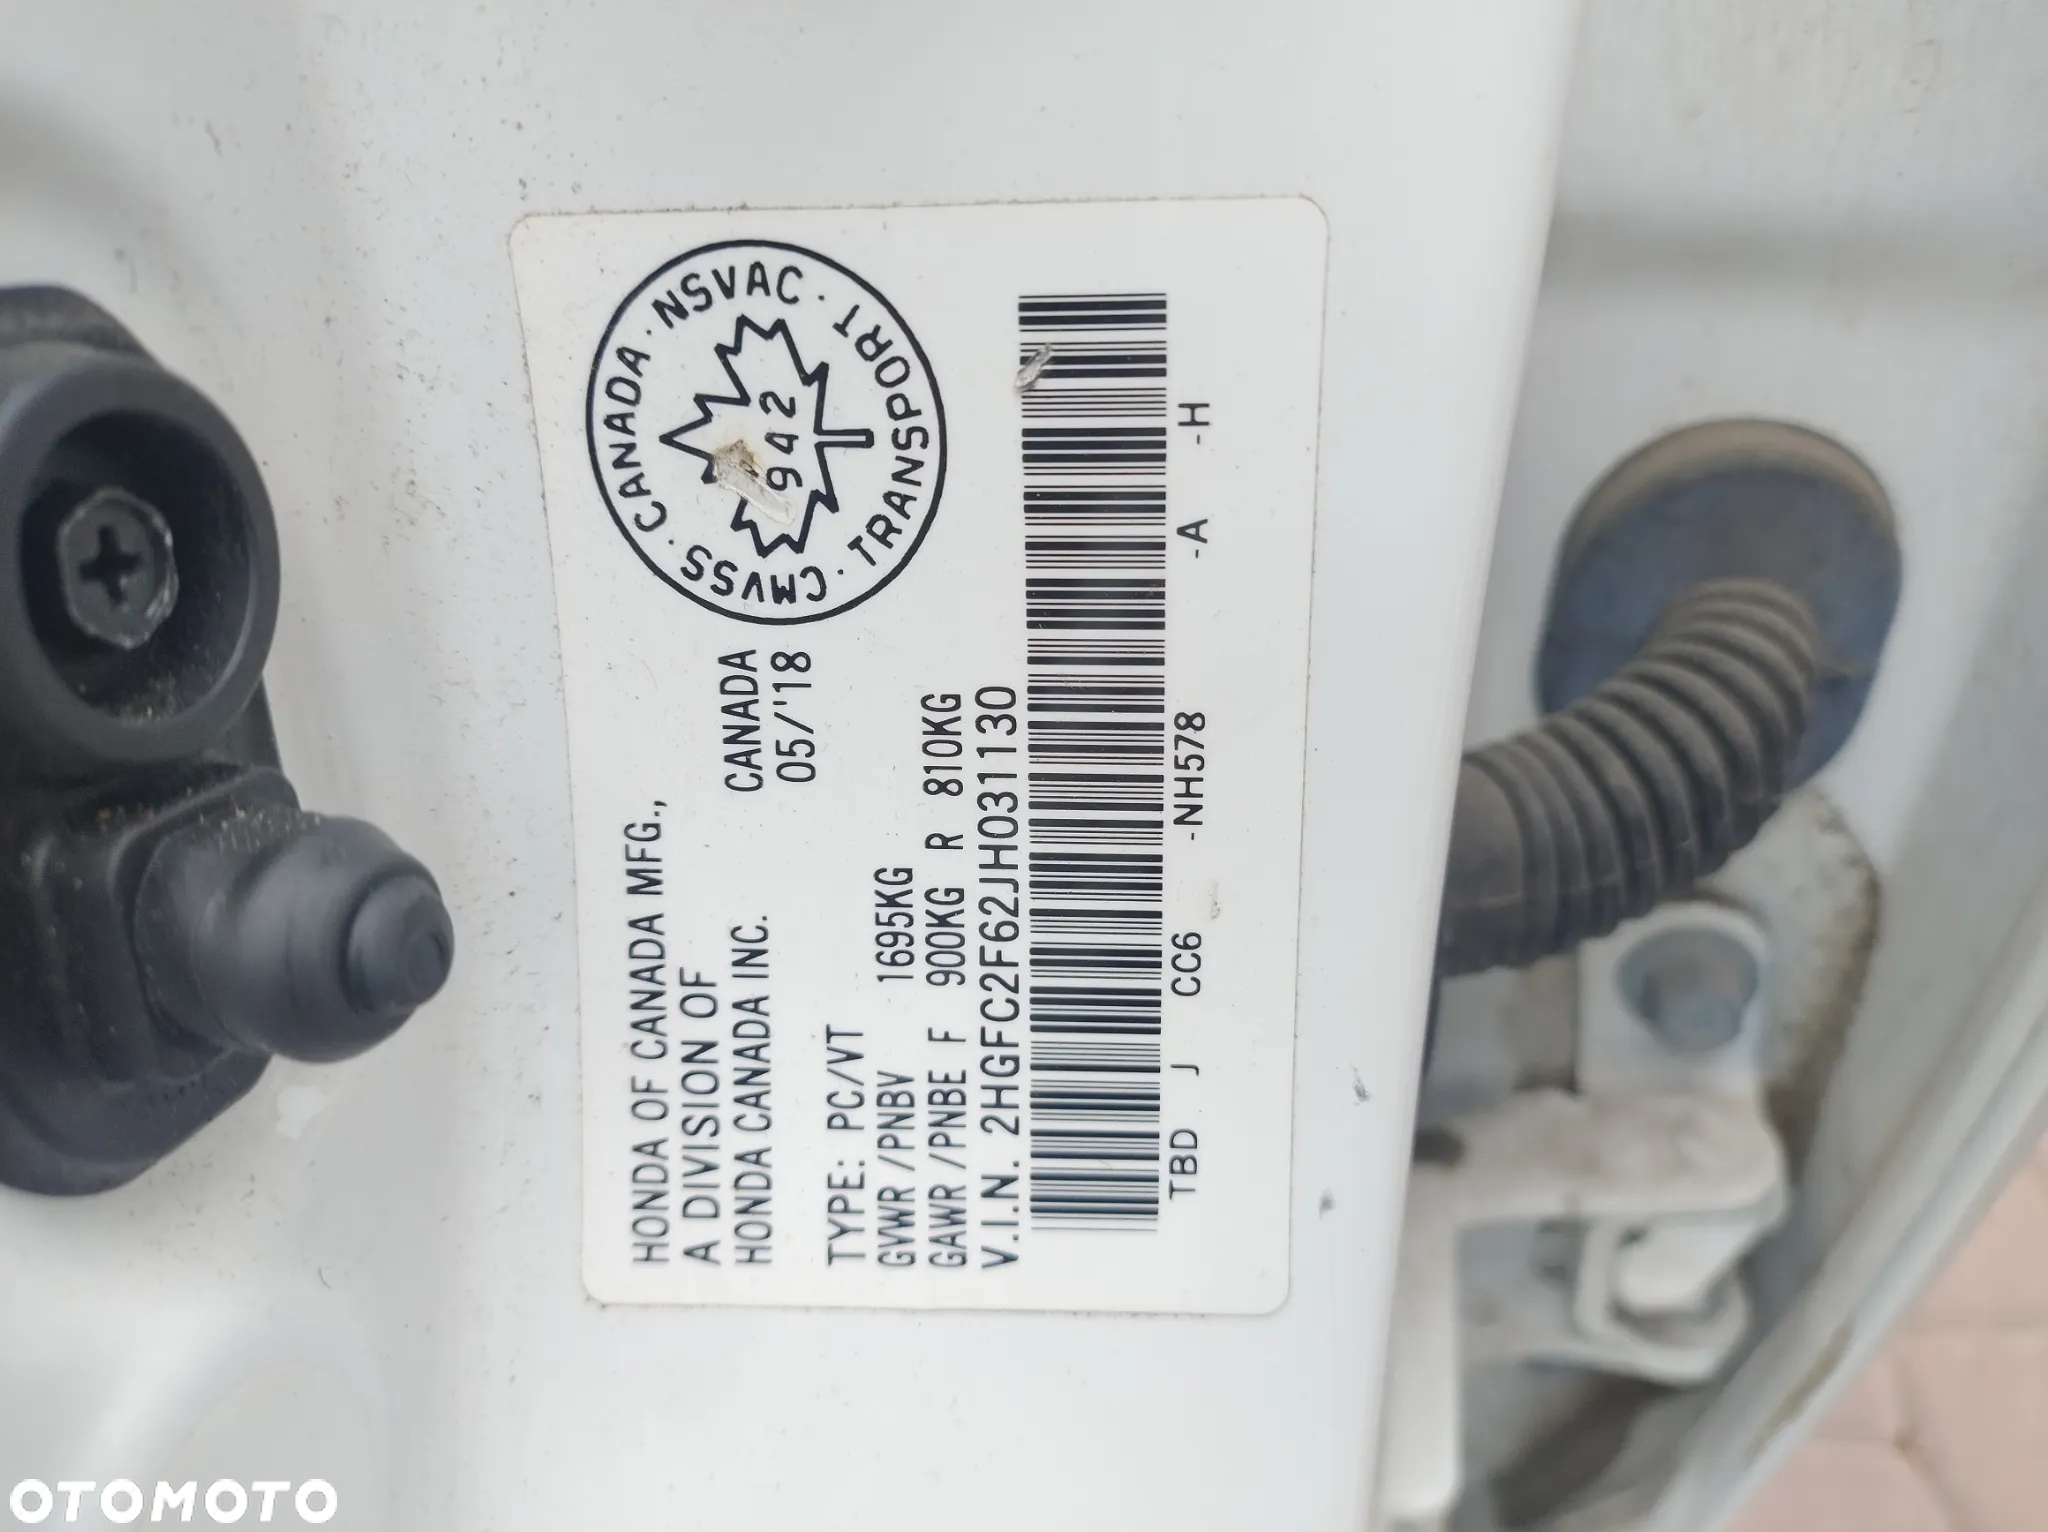 HONDA OF CANADA MFG.,
A DIVISION OF
HONDA CANADA INC.
CANADA
05/'18
CANADA · NSVAC · TRANSPORT · CMVSS ·
942
TYPE: PC/VT
GVWR/PNBV 1695KG
GAWR/PNBE F 900KG R 810KG
V.I.N. 2HGFC2F62JH031130
TBD J CC6 -NH578 -A -H
OTOMOTO